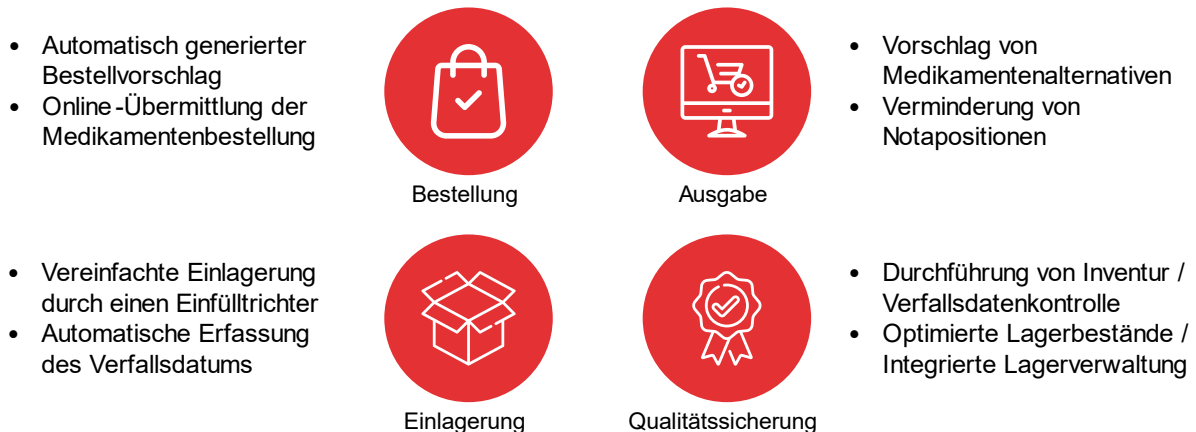 • Automatisch generierter
Bestellvorschlag
• Online-Übermittlung der
Medikamentenbestellung
Bestellung
Ausgabe
• Vorschlag von
Medikamentenalternativen
• Verminderung von
Notapositionen
• Vereinfachte Einlagerung
durch einen Einfülltrichter
• Automatische Erfassung
des Verfallsdatums
Einlagerung
Qualitätssicherung
• Durchführung von Inventur /
Verfallsdatenkontrolle
• Optimierte Lagerbestände /
Integrierte Lagerverwaltung